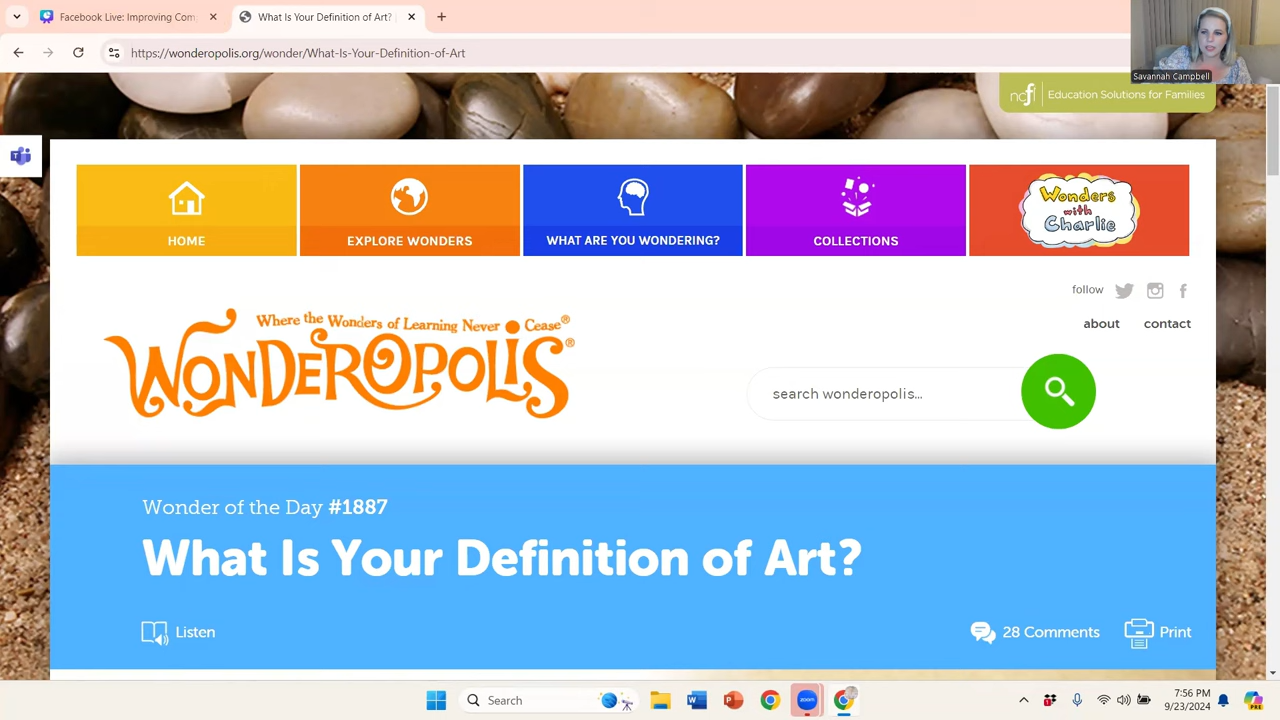 Facebook Live: Improving Com
What Is Your Definition of Art?
https://wonderopolis.org/wonder/What-Is-Your-Definition-of-Art
Savannah Campbell
ncfl Education Solutions for Families
HOME
EXPLORE WONDERS
WHAT ARE YOU WONDERING?
COLLECTIONS
Wonders
with
Charlie
follow
about contact
Where the Wonders of Learning Never Cease®
WONDEROPOLIS®
search wonderopolis...
Wonder of the Day #1887
What Is Your Definition of Art?
Listen
28 Comments
Print
Search
zoom
7:56 PM
9/23/2024